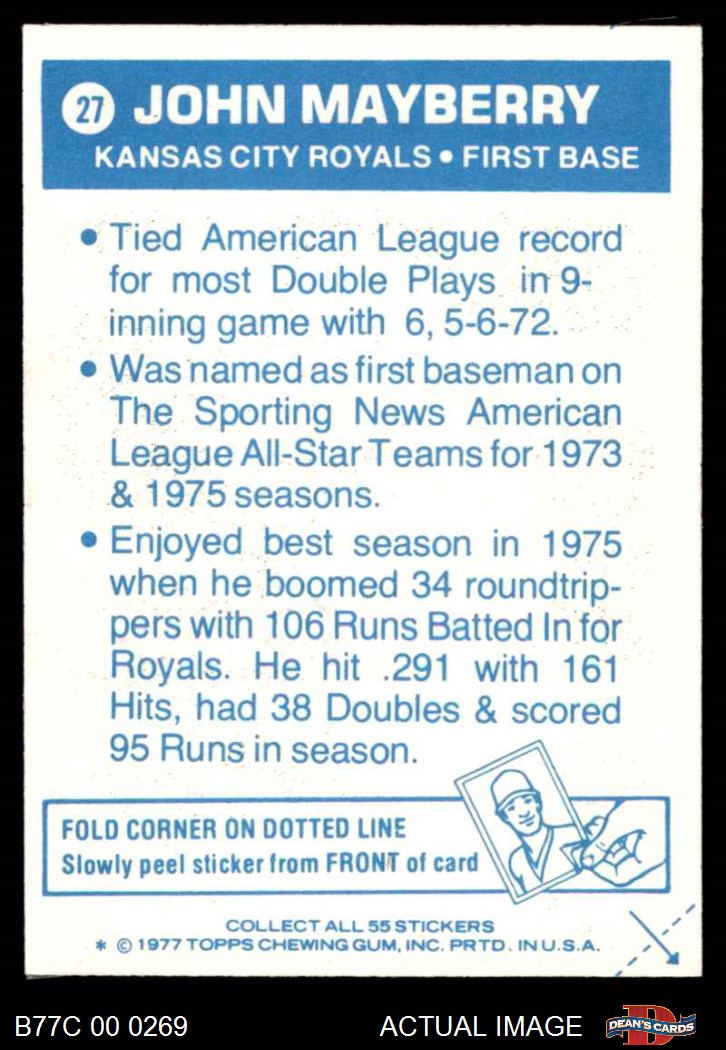 27 JOHN MAYBERRY
KANSAS CITY ROYALS • FIRST BASE
• Tied American League record
for most Double Plays in 9-
inning game with 6, 5-6-72.
• Was named as first baseman on
The Sporting News American
League All-Star Teams for 1973
& 1975 seasons.
• Enjoyed best season in 1975
when he boomed 34 roundtrip-
pers with 106 Runs Batted In for
Royals. He hit .291 with 161
Hits, had 38 Doubles & scored
95 Runs in season.
FOLD CORNER ON DOTTED LINE
Slowly peel sticker from FRONT of card
COLLECT ALL 55 STICKERS
* © 1977 TOPPS CHEWING GUM, INC. PRTD. IN U.S.A.
B77C 00 0269
ACTUAL IMAGE
D
DEAN'S CARDS